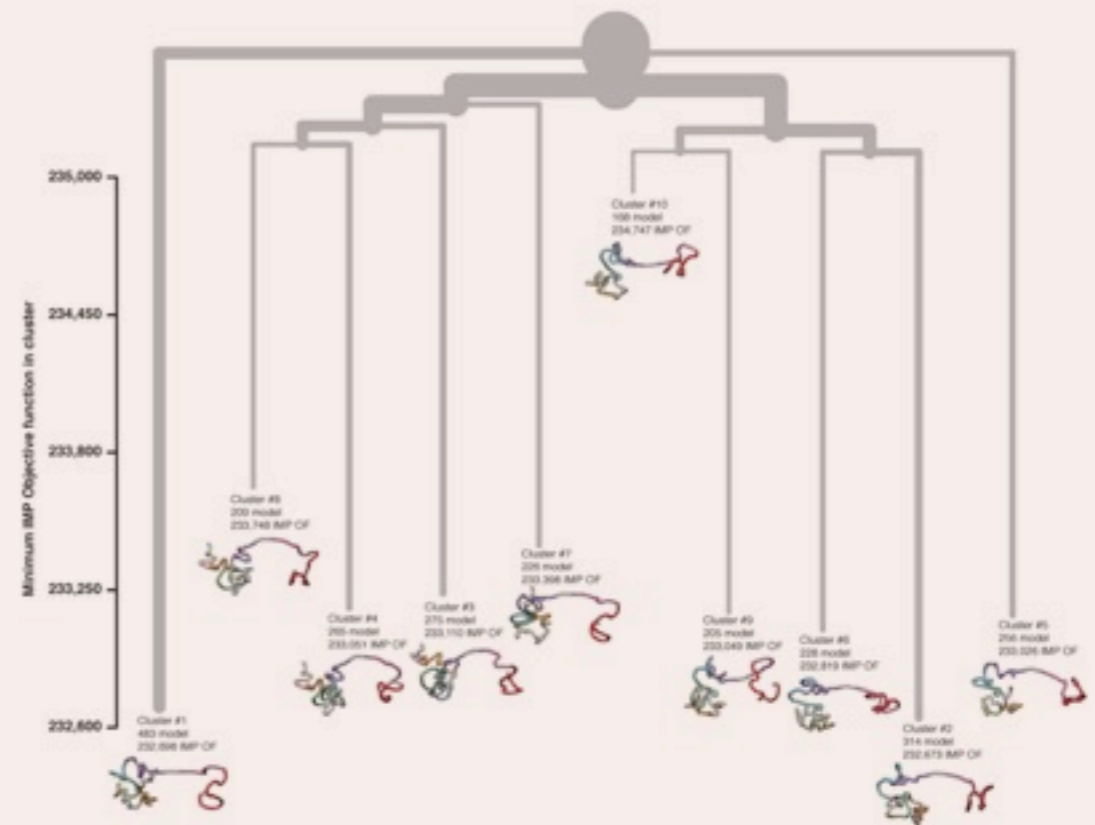 235,000
234,450
233,800
233,250
232,600
Minimum IMP Objective function in cluster
Cluster #10
168 model
234,747 IMP OF
Cluster #8
209 model
233,748 IMP OF
Cluster #7
226 model
233,398 IMP OF
Cluster #4
265 model
233,051 IMP OF
Cluster #3
275 model
233,110 IMP OF
Cluster #9
205 model
233,049 IMP OF
Cluster #6
228 model
232,819 IMP OF
Cluster #5
256 model
233,026 IMP OF
Cluster #1
483 model
232,698 IMP OF
Cluster #2
314 model
232,673 IMP OF